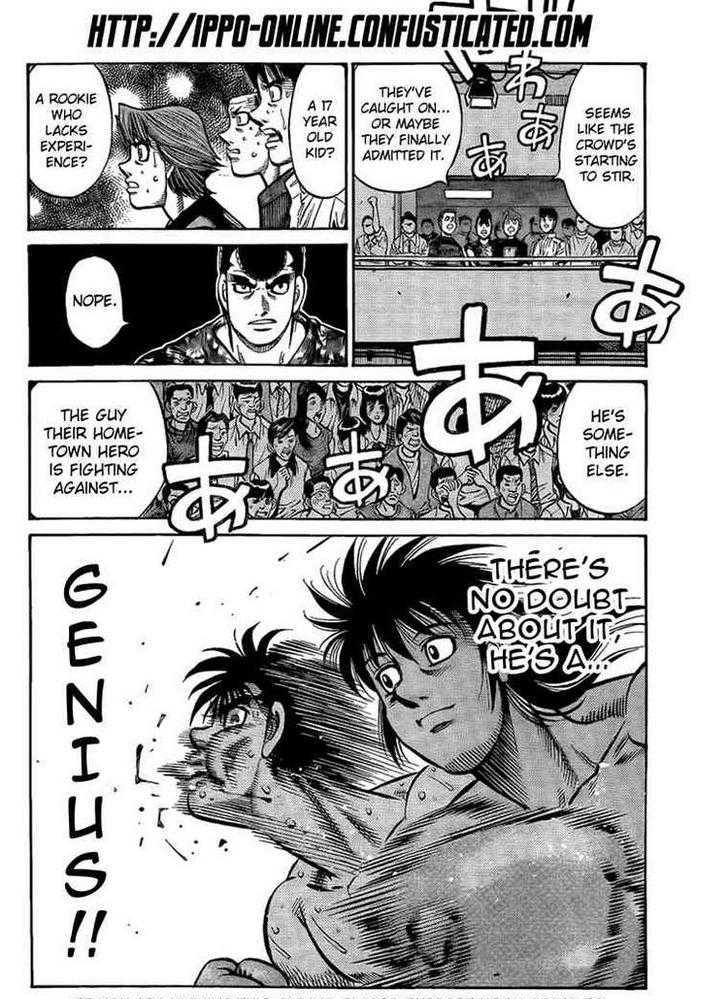 HTTP://IPPO-ONLINE.CONFUSTICATED.COM
SEEMS
LIKE THE
CROWD'S
STARTING
TO STIR.
THEY'VE
CAUGHT ON...
OR MAYBE
THEY FINALLY
ADMITTED IT.
あ
あ
あ
あ
A 17
YEAR
OLD
KID?
A ROOKIE
WHO
LACKS
EXPERI-
ENCE?
NOPE.
あ
HE'S
SOME-
THING
ELSE.
あ
あ
THE GUY
THEIR HOME-
TOWN HERO
IS FIGHTING
AGAINST...
THERE'S
NO DOUBT
ABOUT IT,
HE'S A...
GENIUS!!